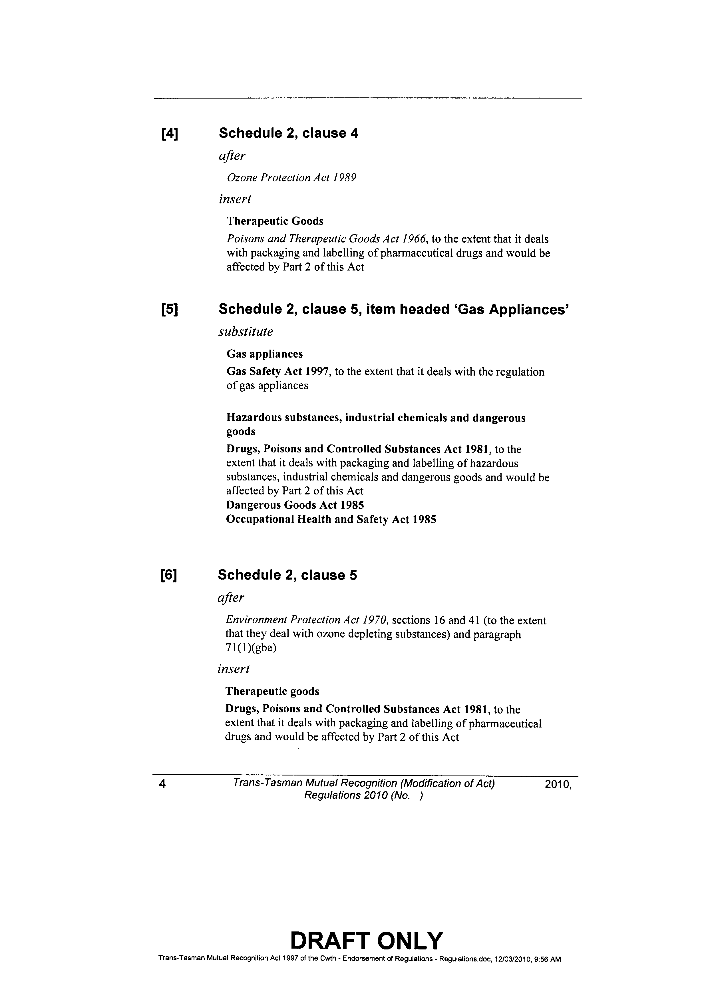 [4] Schedule 2, clause 4
after
Ozone Protection Act 1989
insert
Therapeutic Goods
Poisons and Therapeutic Goods Act 1966, to the extent that it deals
with packaging and labelling of pharmaceutical drugs and would be
affected by Part 2 of this Act
[5] Schedule 2, clause 5, item headed ‘Gas Appliances’
substitute
Gas appliances
Gas Safety Act 1997, to the extent that it deals with the regulation
of gas appliances
Hazardous substances, industrial chemicals and dangerous
goods
Drugs, Poisons and Controlled Substances Act 1981, to the
extent that it deals with packaging and labelling of hazardous
substances, industrial chemicals and dangerous goods and would be
affected by Part 2 of this Act
Dangerous Goods Act 1985
Occupational Health and Safety Act 1985
[6] Schedule 2, clause 5
after
Environment Protection Act 1970, sections 16 and 41 (to the extent
that they deal with ozone depleting substances) and paragraph
71(1)(gba)
insert
Therapeutic goods
Drugs, Poisons and Controlled Substances Act 1981, to the
extent that it deals with packaging and labelling of pharmaceutical
drugs and would be affected by Part 2 of this Act
4 Trans-Tasman Mutual Recognition (Modification of Act) 2010,
Regulations 2010 (No. )
DRAFT ONLY
Trans-Tasman Mutual Recognition Act 1997 of the Cwth - Endorsement of Regulations - Regulations.doc, 12/03/2010, 9:56 AM